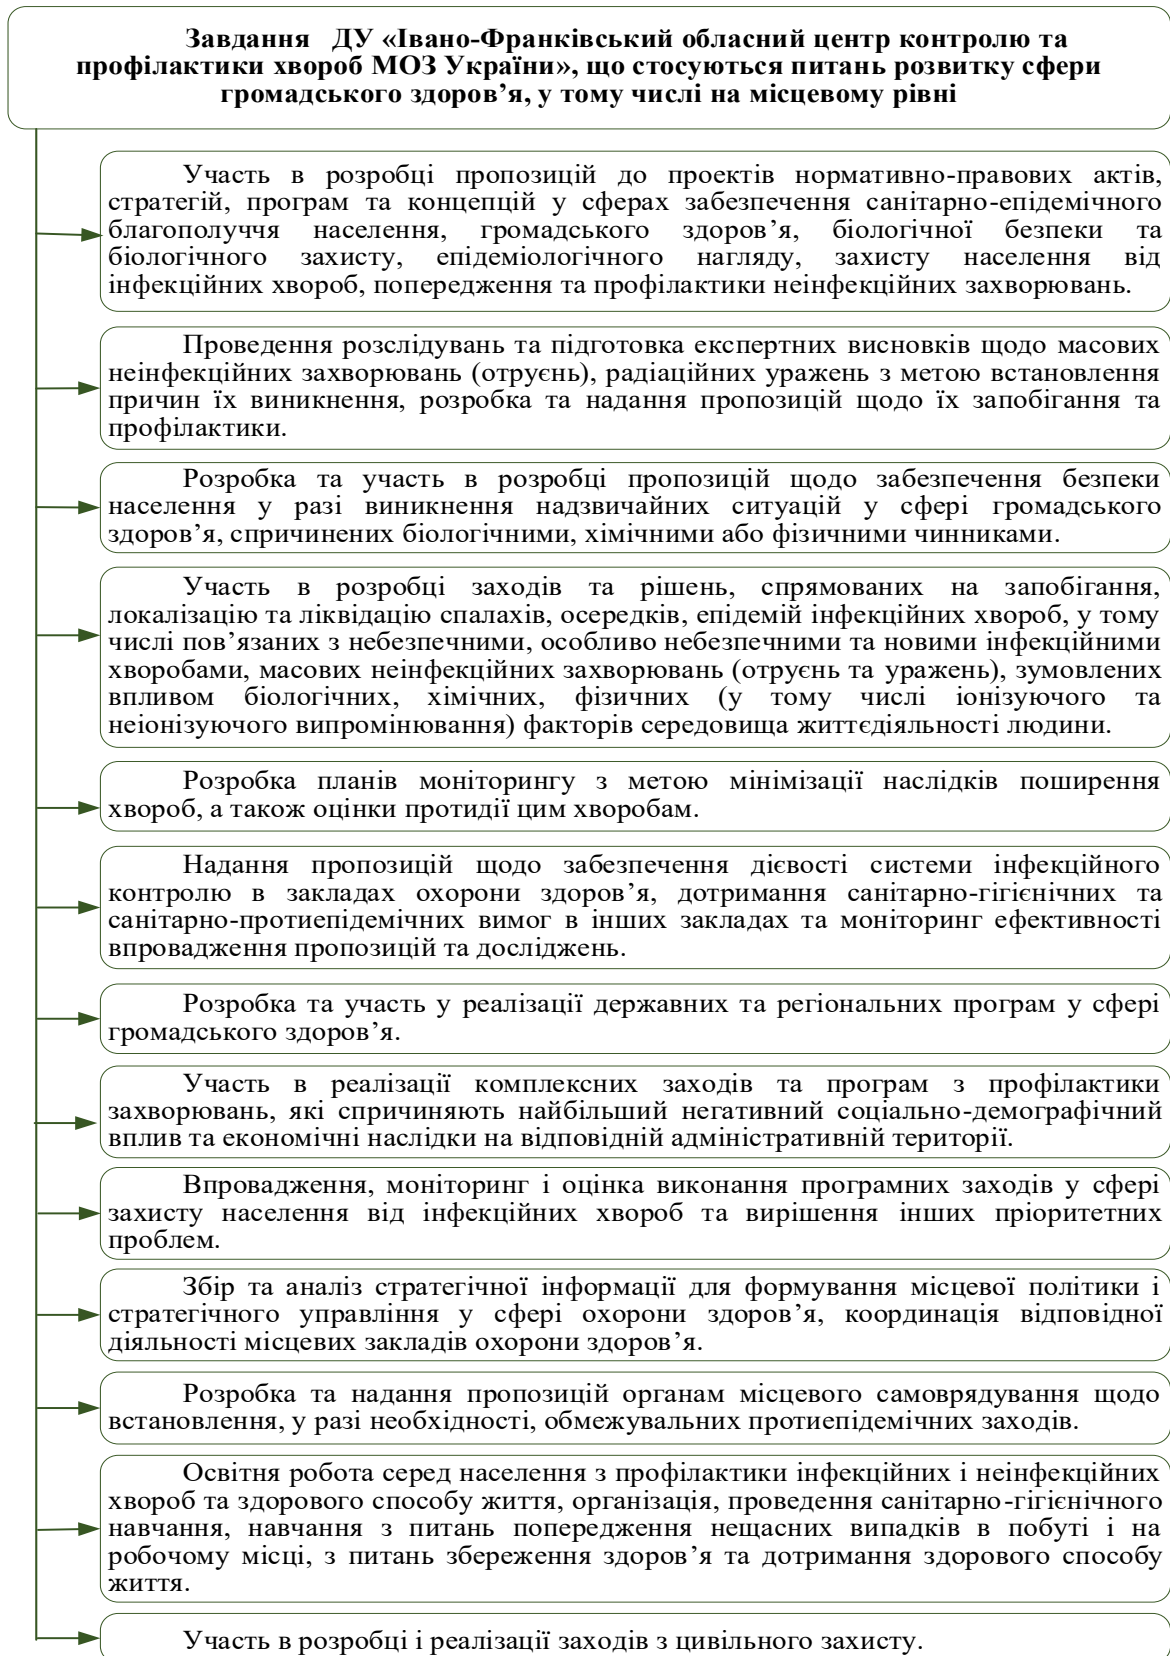 Завдання ДУ «Івано-Франківський обласний центр контролю та
профілактики хвороб МОЗ України», що стосуються питань розвитку сфери
громадського здоров’я, у тому числі на місцевому рівні
Участь в розробці пропозицій до проектів нормативно-правових актів,
стратегій, програм та концепцій у сферах забезпечення санітарно-епідемічного
благополуччя населення, громадського здоров’я, біологічної безпеки та
біологічного захисту, епідеміологічного нагляду, захисту населення від
інфекційних хвороб, попередження та профілактики неінфекційних захворювань.
Проведення розслідувань та підготовка експертних висновків щодо масових
неінфекційних захворювань (отруєнь), радіаційних уражень з метою встановлення
причин їх виникнення, розробка та надання пропозицій щодо їх запобігання та
профілактики.
Розробка та участь в розробці пропозицій щодо забезпечення безпеки
населення у разі виникнення надзвичайних ситуацій у сфері громадського
здоров’я, спричинених біологічними, хімічними або фізичними чинниками.
Участь в розробці заходів та рішень, спрямованих на запобігання,
локалізацію та ліквідацію спалахів, осередків, епідемій інфекційних хвороб, у тому
числі пов’язаних з небезпечними, особливо небезпечними та новими інфекційними
хворобами, масових неінфекційних захворювань (отруєнь та уражень), зумовлених
впливом біологічних, хімічних, фізичних (у тому числі іонізуючого та
неіонізуючого випромінювання) факторів середовища життєдіяльності людини.
Розробка планів моніторингу з метою мінімізації наслідків поширення
хвороб, а також оцінки протидії цим хворобам.
Надання пропозицій щодо забезпечення дієвості системи інфекційного
контролю в закладах охорони здоров’я, дотримання санітарно-гігієнічних та
санітарно-протиепідемічних вимог в інших закладах та моніторинг ефективності
впровадження пропозицій та досліджень.
Розробка та участь у реалізації державних та регіональних програм у сфері
громадського здоров’я.
Участь в реалізації комплексних заходів та програм з профілактики
захворювань, які спричиняють найбільший негативний соціально-демографічний
вплив та економічні наслідки на відповідній адміністративній території.
Впровадження, моніторинг і оцінка виконання програмних заходів у сфері
захисту населення від інфекційних хвороб та вирішення інших пріоритетних
проблем.
Збір та аналіз стратегічної інформації для формування місцевої політики і
стратегічного управління у сфері охорони здоров’я, координація відповідної
діяльності місцевих закладів охорони здоров’я.
Розробка та надання пропозицій органам місцевого самоврядування щодо
встановлення, у разі необхідності, обмежувальних протиепідемічних заходів.
Освітня робота серед населення з профілактики інфекційних і неінфекційних
хвороб та здорового способу життя, організація, проведення санітарно-гігієнічного
навчання, навчання з питань попередження нещасних випадків в побуті і на
робочому місці, з питань збереження здоров’я та дотримання здорового способу
життя.
Участь в розробці і реалізації заходів з цивільного захисту.